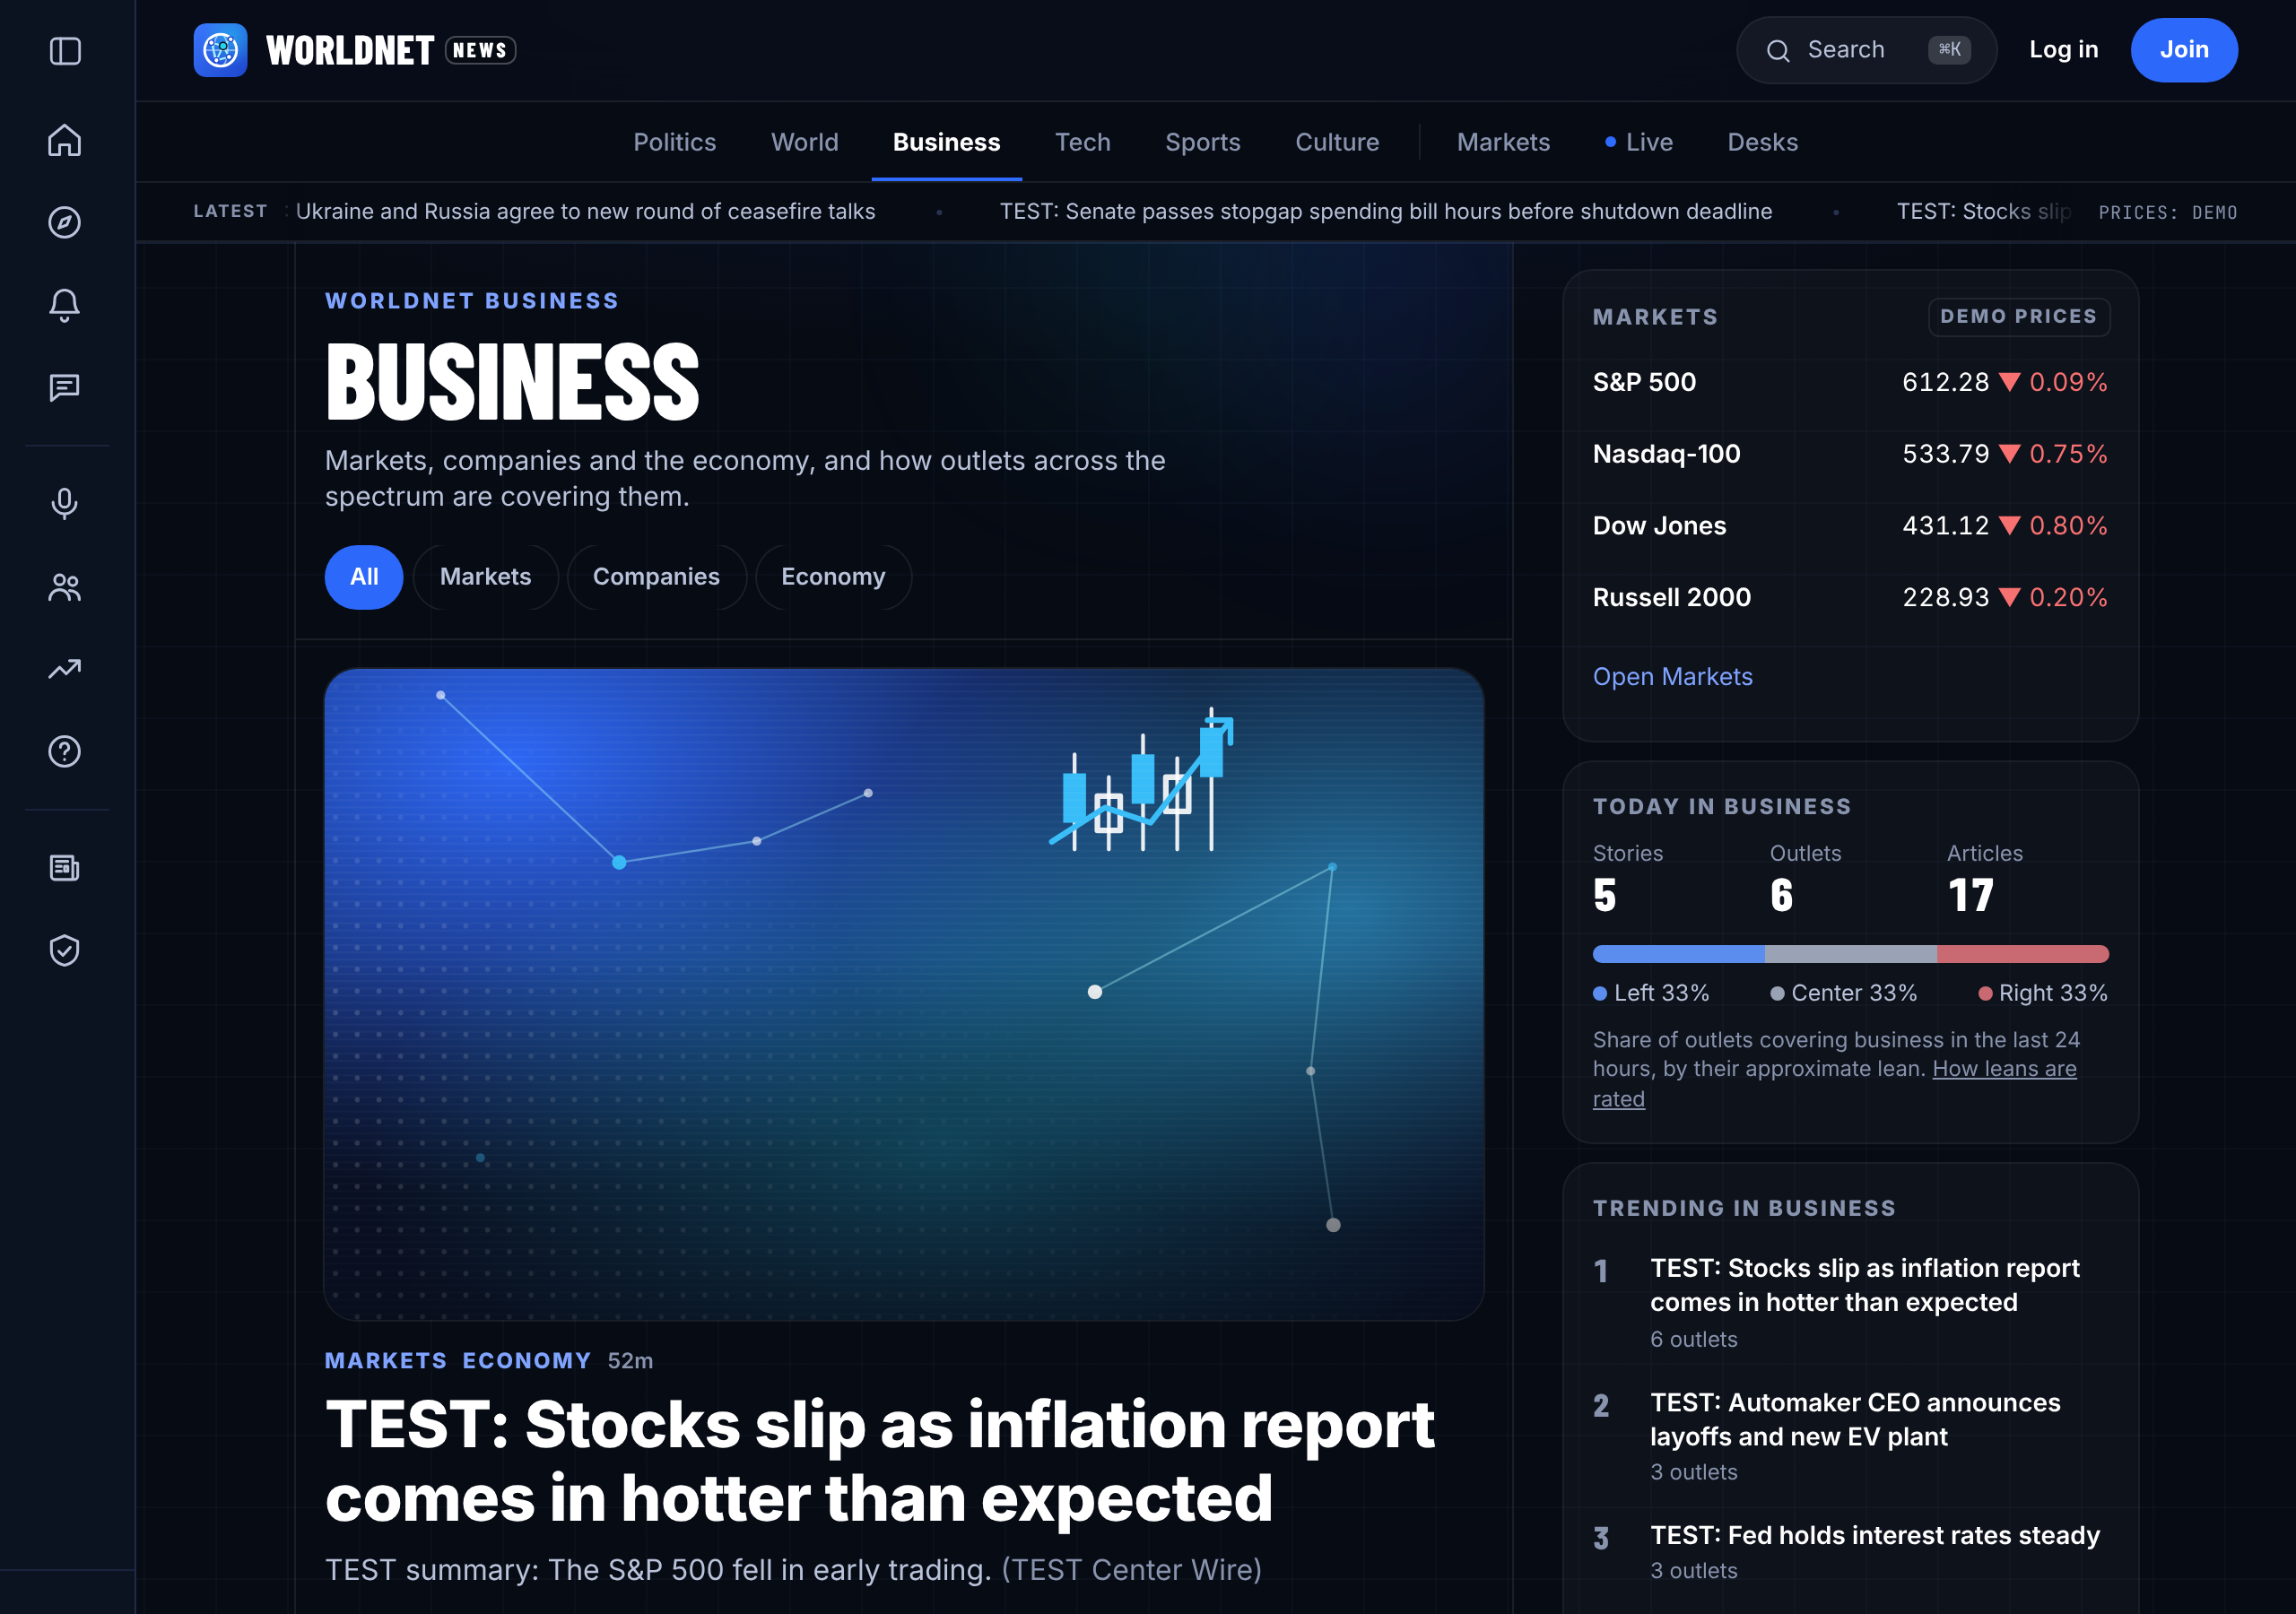 WORLDNET NEWS
Search ⌘K Log in Join
Politics World Business Tech Sports Culture Markets Live Desks
LATEST : Ukraine and Russia agree to new round of ceasefire talks • TEST: Senate passes stopgap spending bill hours before shutdown deadline • TEST: Stocks slip PRICES: DEMO
WORLDNET BUSINESS
BUSINESS
Markets, companies and the economy, and how outlets across the
spectrum are covering them.
All Markets Companies Economy
MARKETS ECONOMY 52m
TEST: Stocks slip as inflation report
comes in hotter than expected
TEST summary: The S&P 500 fell in early trading. (TEST Center Wire)
MARKETS DEMO PRICES
S&P 500 612.28 ▼ 0.09%
Nasdaq-100 533.79 ▼ 0.75%
Dow Jones 431.12 ▼ 0.80%
Russell 2000 228.93 ▼ 0.20%
Open Markets
TODAY IN BUSINESS
Stories Outlets Articles
5 6 17
Left 33% Center 33% Right 33%
Share of outlets covering business in the last 24
hours, by their approximate lean. How leans are
rated
TRENDING IN BUSINESS
1 TEST: Stocks slip as inflation report
comes in hotter than expected
6 outlets
2 TEST: Automaker CEO announces
layoffs and new EV plant
3 outlets
3 TEST: Fed holds interest rates steady
3 outlets